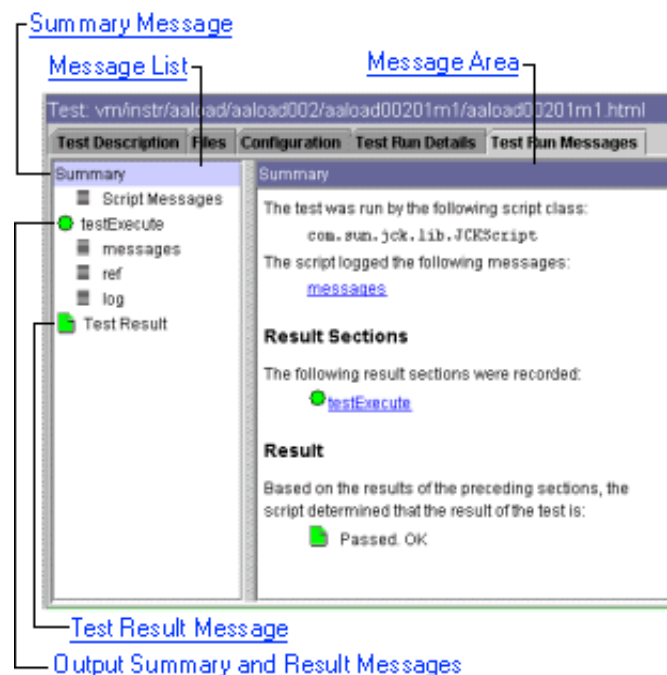 Summary Message
Message List
Message Area
Test: vm/instr/aaload/aaload002/aaload00201m1/aaload00201m1.html
Test Description Files Configuration Test Run Details Test Run Messages
Summary
Script Messages
testExecute
messages
ref
log
Test Result
Summary
The test was run by the following script class:
com.sun.jck.lib.JCKScript
The script logged the following messages:
messages
Result Sections
The following result sections were recorded:
testExecute
Result
Based on the results of the preceding sections, the
script determined that the result of the test is:
Passed. OK
Test Result Message
Output Summary and Result Messages